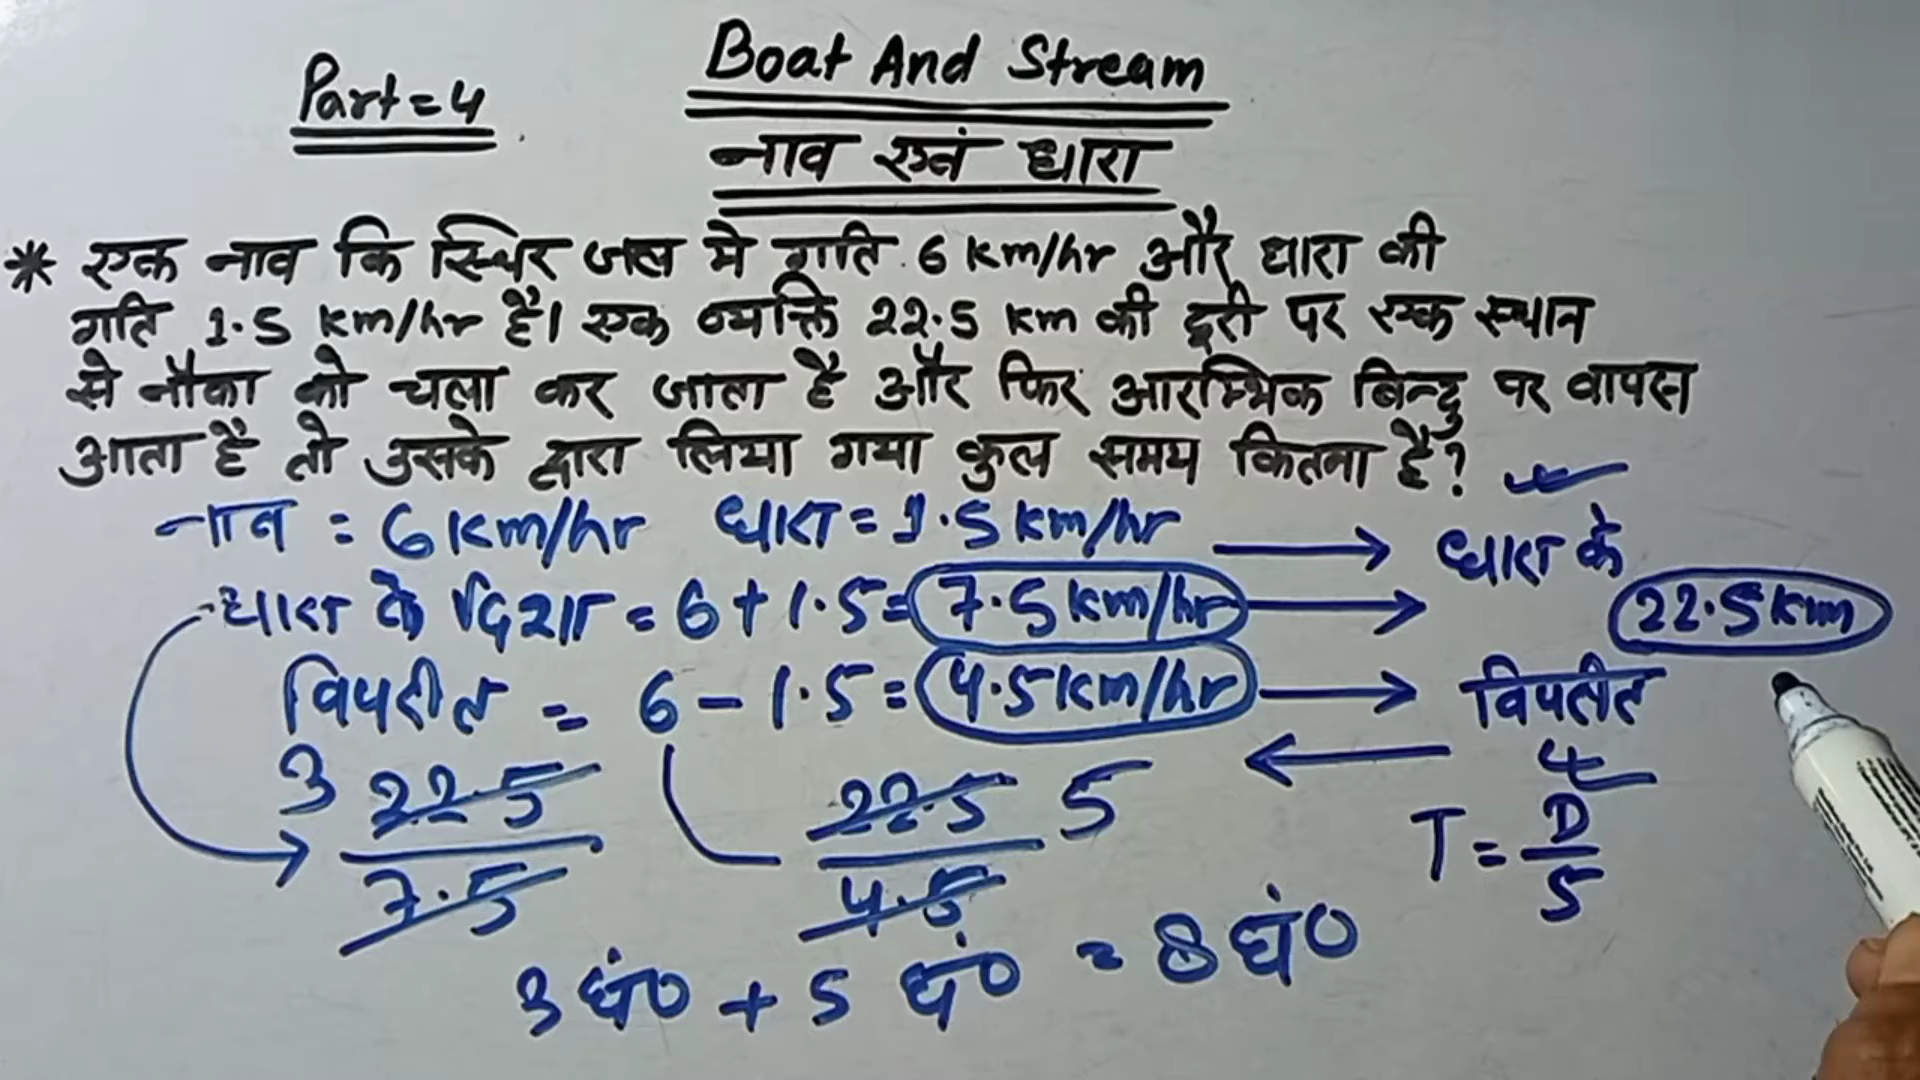 Part=4
Boat And Stream
नाव एवं धारा
* एक नाव कि स्थिर जल मे गति 6 km/hr और धारा की
गति 1.5 km/hr है। एक व्यक्ति 22.5 km की दूरी पर एक स्थान
से नौका को चला कर जाता है और फिर आरम्भिक बिन्दु पर वापस
आता है तो उसके द्वारा लिया गया कुल समय कितना है?
नाव = 6 km/hr धारा = 1.5 km/hr → धारा के
धारा के दिशा = 6 + 1.5 = 7.5 km/hr → 22.5 km
विपरीत = 6 - 1.5 = 4.5 km/hr → विपरीत
3 22.5 22.5 5
7.5 4.5
T = D
S
3 घं० + 5 घं० = 8 घं०